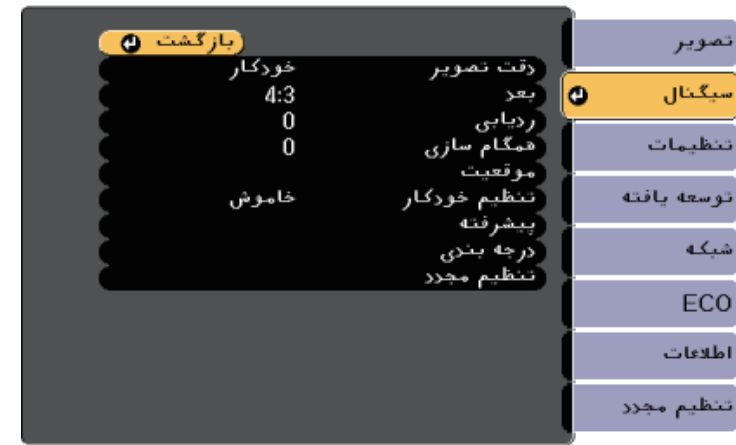 تصویر
سیگنال
تنظیمات
توسعه یافته
شبکه
ECO
اطلاعات
تنظیم مجدد
بازگشت
دقت تصویر خودکار
بعد 4:3
ردیابی 0
همگام سازی 0
موقعیت
تنظیم خودکار خاموش
پیشرفته
درجه بندی
تنظیم مجدد